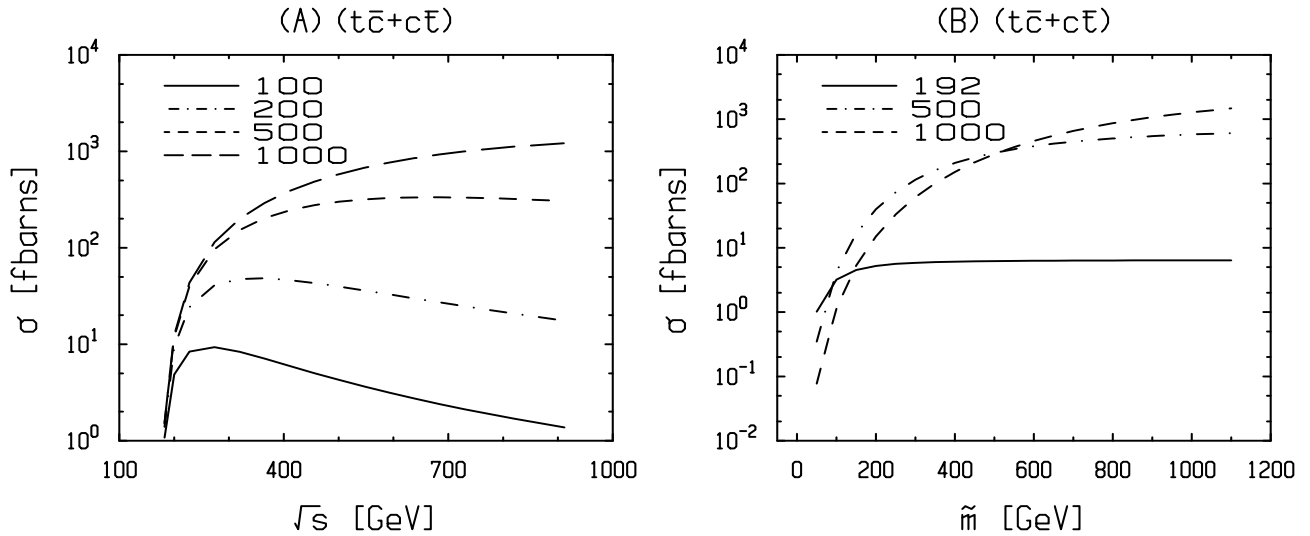 (A) (tc̄+ct̄)
σ [fbarns]
10⁴
10³
10²
10¹
10⁰
100
200
500
1000
100 400 700 1000
√s [GeV]
(B) (tc̄+ct̄)
σ [fbarns]
10⁴
10³
10²
10¹
10⁰
10⁻¹
10⁻²
192
500
1000
0 200 400 600 800 1000 1200
m̃ [GeV]